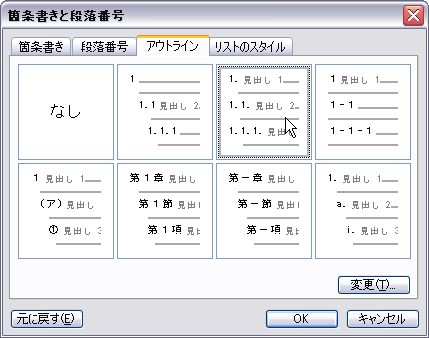 箇条書きと段落番号
箇条書き 段落番号 アウトライン リストのスタイル
なし
1
1.1 見出し 2.
1.1.1
1. 見出し 1
1.1. 見出し 2
1.1.1. 見出し
1 見出し 1
1-1
1-1-1
1 見出し 1
(ア) 見出し
① 見出し 3
第1章 見出し
第1節 見出し
第1項 見出
第一章 見出し
第一節 見出し
第一項 見出
1. 見出し 1
a. 見出し 2
i. 見出し 3
変更(T)...
元に戻す(E) OK キャンセル